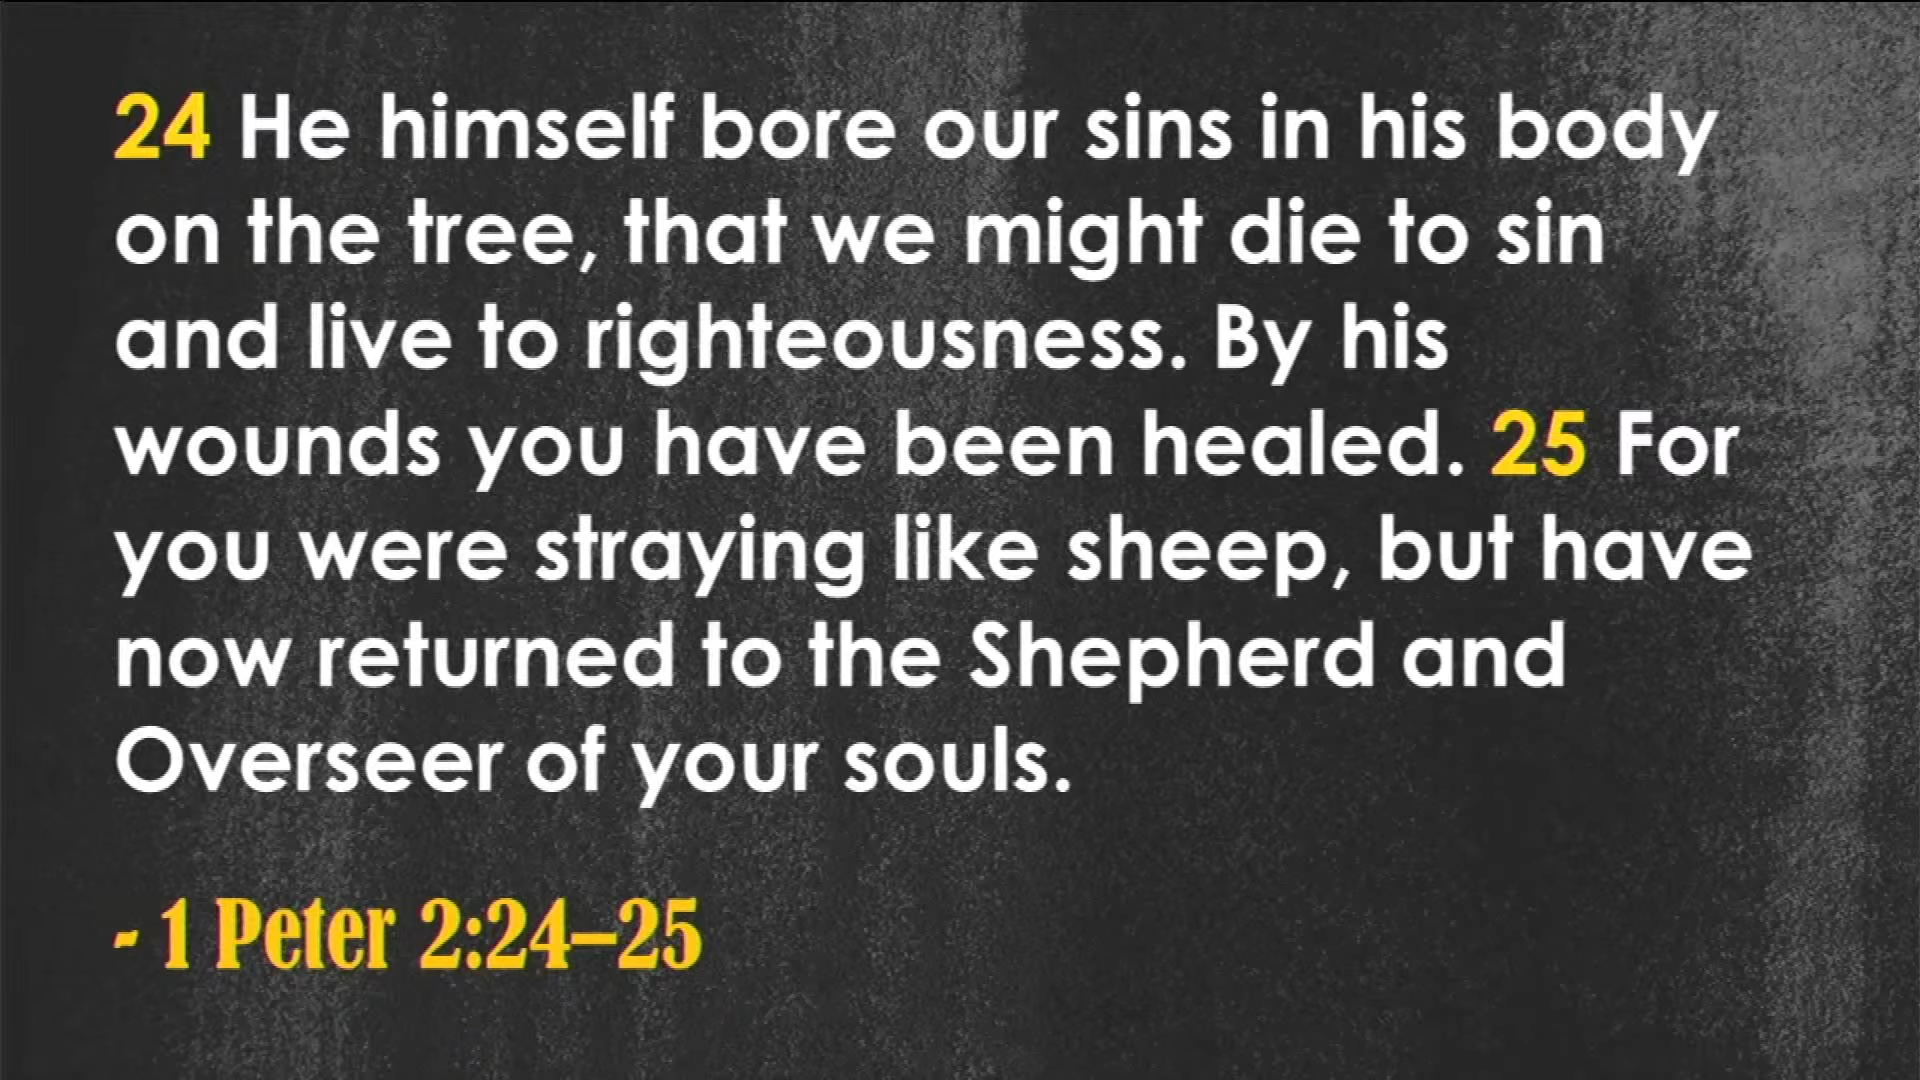 24 He himself bore our sins in his body
on the tree, that we might die to sin
and live to righteousness. By his
wounds you have been healed. 25 For
you were straying like sheep, but have
now returned to the Shepherd and
Overseer of your souls.
- 1 Peter 2:24–25